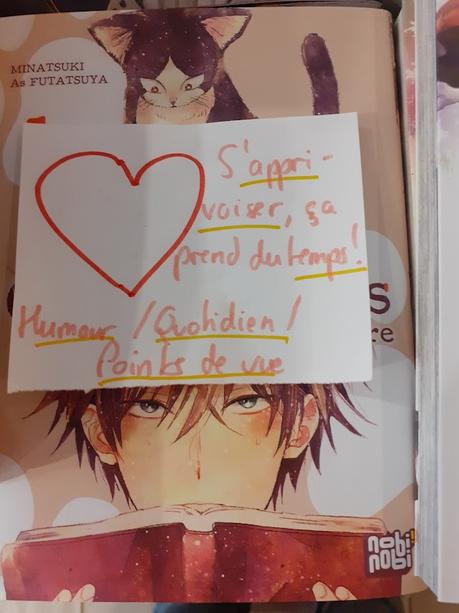 MINATSUKI
As FUTATSUYA
S'appri-
voiser, ça
prend du temps!
Humour / Quotidien /
Points de vue
nobi!
nobi!